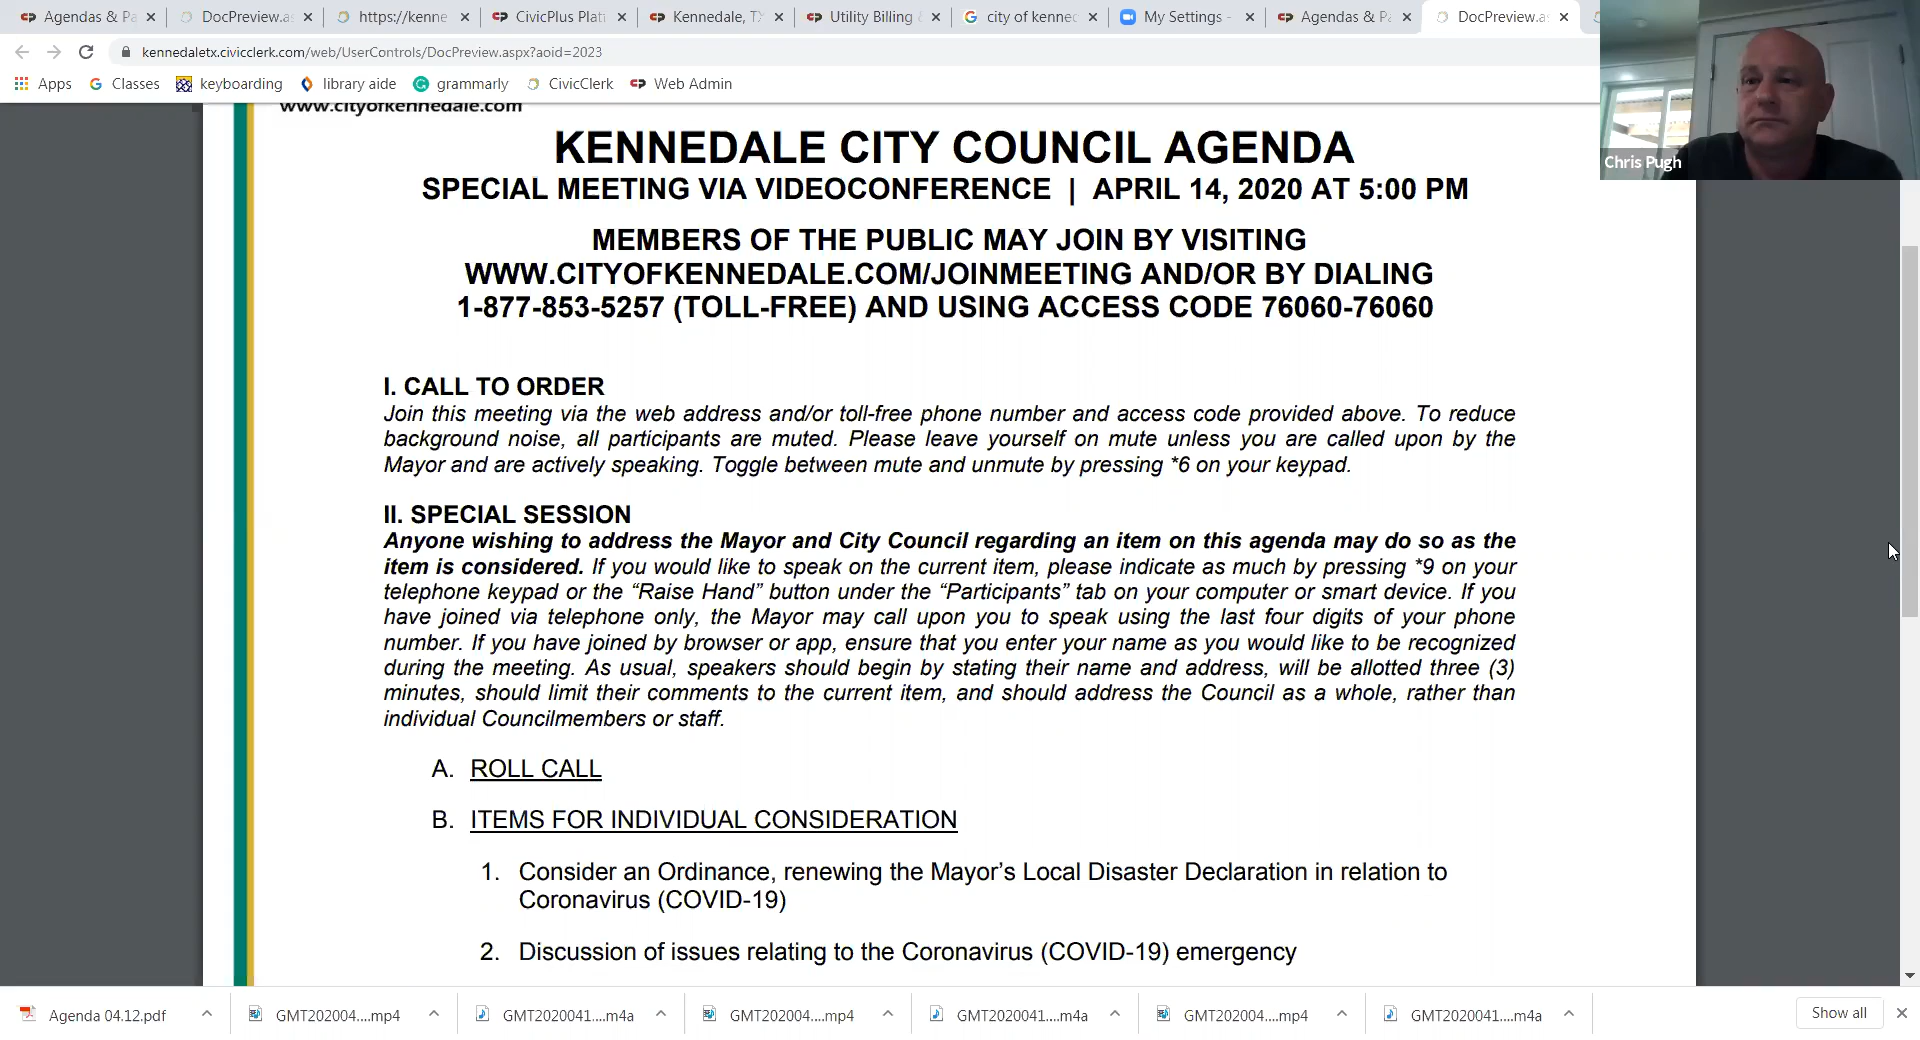 Agendas & Pa
DocPreview.as
https://kenne
CivicPlus Plat
Kennedale, TX
Utility Billing
city of kennec
My Settings -
Agendas & Pa
DocPreview.as
kennedaletx.civicclerk.com/web/UserControls/DocPreview.aspx?aoid=2023
Apps
Classes
keyboarding
library aide
grammarly
CivicClerk
Web Admin
Chris Pugh
www.cityofkennedale.com
KENNEDALE CITY COUNCIL AGENDA
SPECIAL MEETING VIA VIDEOCONFERENCE | APRIL 14, 2020 AT 5:00 PM
MEMBERS OF THE PUBLIC MAY JOIN BY VISITING
WWW.CITYOFKENNEDALE.COM/JOINMEETING AND/OR BY DIALING
1-877-853-5257 (TOLL-FREE) AND USING ACCESS CODE 76060-76060
I. CALL TO ORDER
Join this meeting via the web address and/or toll-free phone number and access code provided above. To reduce
background noise, all participants are muted. Please leave yourself on mute unless you are called upon by the
Mayor and are actively speaking. Toggle between mute and unmute by pressing *6 on your keypad.
II. SPECIAL SESSION
Anyone wishing to address the Mayor and City Council regarding an item on this agenda may do so as the
item is considered. If you would like to speak on the current item, please indicate as much by pressing *9 on your
telephone keypad or the “Raise Hand” button under the “Participants” tab on your computer or smart device. If you
have joined via telephone only, the Mayor may call upon you to speak using the last four digits of your phone
number. If you have joined by browser or app, ensure that you enter your name as you would like to be recognized
during the meeting. As usual, speakers should begin by stating their name and address, will be allotted three (3)
minutes, should limit their comments to the current item, and should address the Council as a whole, rather than
individual Councilmembers or staff.
A. ROLL CALL
B. ITEMS FOR INDIVIDUAL CONSIDERATION
1. Consider an Ordinance, renewing the Mayor’s Local Disaster Declaration in relation to
Coronavirus (COVID-19)
2. Discussion of issues relating to the Coronavirus (COVID-19) emergency
Agenda 04.12.pdf
GMT202004....mp4
GMT2020041....m4a
GMT202004....mp4
GMT2020041....m4a
GMT202004....mp4
GMT2020041....m4a
Show all